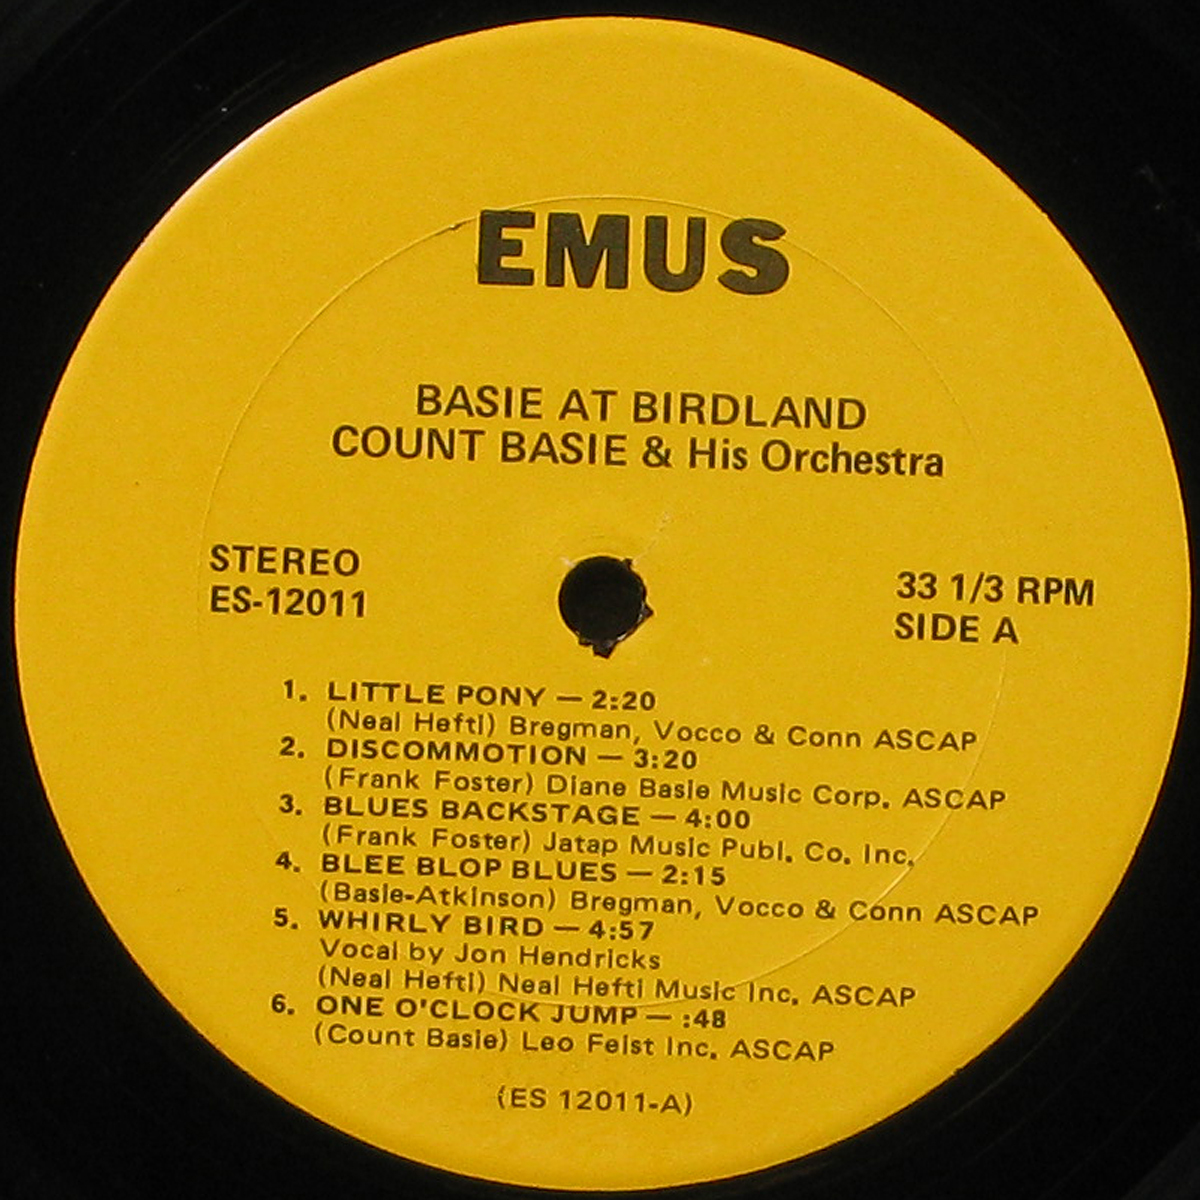 EMUS
BASIE AT BIRDLAND
COUNT BASIE & His Orchestra
STEREO
ES-12011
33 1/3 RPM
SIDE A
1. LITTLE PONY — 2:20
(Neal Hefti) Bregman, Vocco & Conn ASCAP
2. DISCOMMOTION — 3:20
(Frank Foster) Diane Basie Music Corp. ASCAP
3. BLUES BACKSTAGE — 4:00
(Frank Foster) Jatap Music Publ. Co. Inc.
4. BLEE BLOP BLUES — 2:15
(Basie-Atkinson) Bregman, Vocco & Conn ASCAP
5. WHIRLY BIRD — 4:57
Vocal by Jon Hendricks
(Neal Hefti) Neal Hefti Music Inc. ASCAP
6. ONE O'CLOCK JUMP — :48
(Count Basie) Leo Feist Inc. ASCAP
(ES 12011-A)